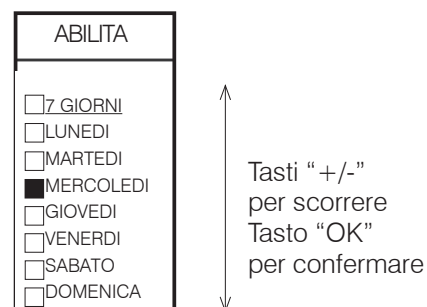 ABILITA
7 GIORNI
LUNEDI
MARTEDI
MERCOLEDI
GIOVEDI
VENERDI
SABATO
DOMENICA
Tasti “+/-”
per scorrere
Tasto “OK”
per confermare